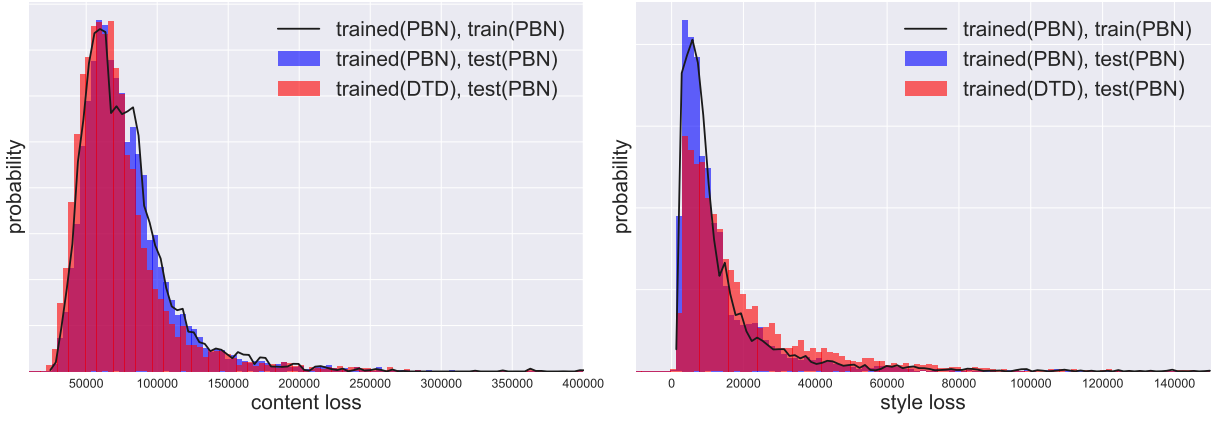 probability
trained(PBN), train(PBN)
trained(PBN), test(PBN)
trained(DTD), test(PBN)
50000 100000 150000 200000 250000 300000 350000 400000
content loss
probability
trained(PBN), train(PBN)
trained(PBN), test(PBN)
trained(DTD), test(PBN)
0 20000 40000 60000 80000 100000 120000 140000
style loss